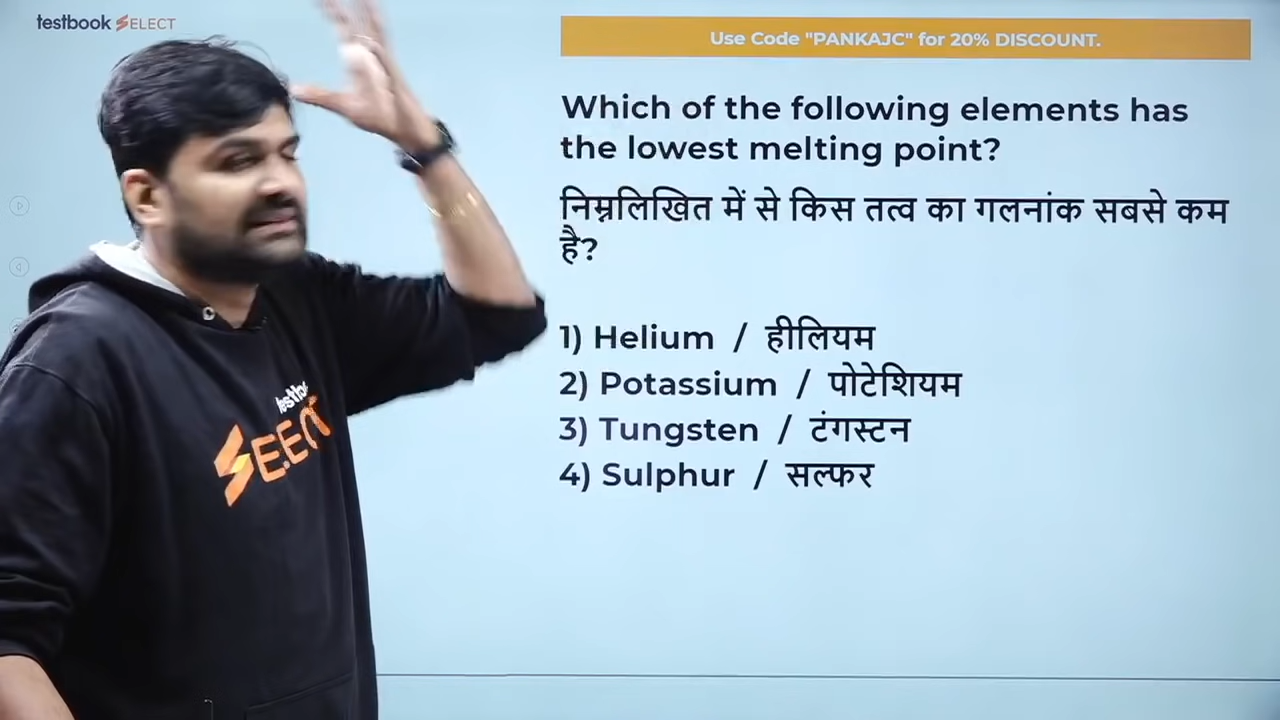 testbook SELECT
Use Code "PANKAJC" for 20% DISCOUNT.
Which of the following elements has
the lowest melting point?
निम्नलिखित में से किस तत्व का गलनांक सबसे कम
है?
1) Helium / हीलियम
2) Potassium / पोटेशियम
3) Tungsten / टंगस्टन
4) Sulphur / सल्फर